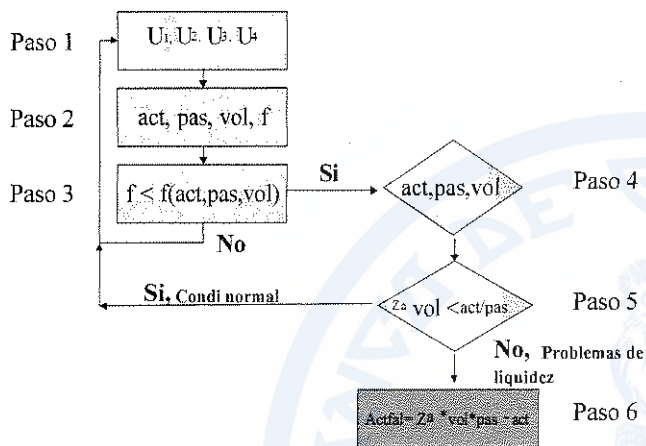 Paso 1
U1, U2, U3, U4
Paso 2
act, pas, vol, f
Paso 3
f < f(act,pas,vol)
Si
act,pas,vol
Paso 4
No
Si, Condi normal
Za vol <act/pas
Paso 5
No, Problemas de
liquidez
Actfal= Za *vol*pas - act
Paso 6